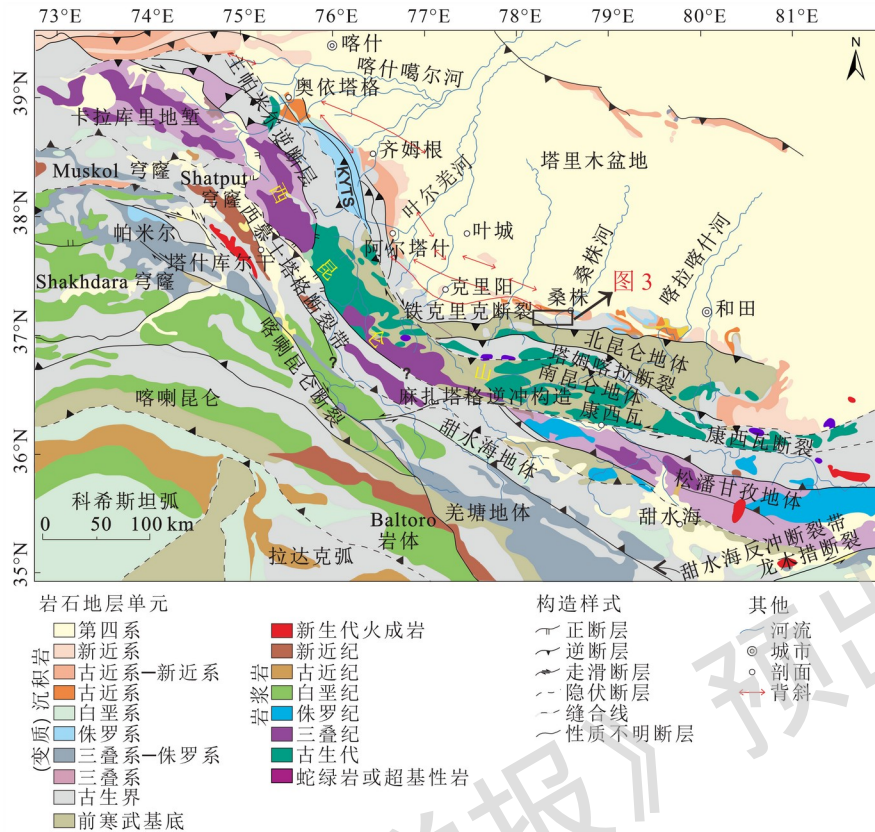 73°E 74°E 75°E 76°E 77°E 78°E 79°E 80°E 81°E
39°N
38°N
37°N
36°N
35°N
N
喀什
喀什噶尔河
奥依塔格
主帕米尔逆断层
卡拉库里地堑
齐姆根
塔里木盆地
KYTS
Muskol 穹窿
Shatput
穹窿
叶尔羌河
叶城
帕米尔
阿尔塔什
桑株河
喀拉喀什河
塔什库尔干
克里阳
桑株
图 3
和田
Shakhdara 穹窿
西
昆
仑
山
铁克里克断裂
北昆仑地体
塔姆喀拉断裂
南昆仑地体
喀喇昆仑断裂
?
?
麻扎塔格逆冲构造
康西瓦
康西瓦断裂
喀喇昆仑
甜水海地体
松潘甘孜地体
科希斯坦弧
0 50 100 km
Baltoro
岩体
羌塘地体
甜水海
甜水海反冲断裂带
龙木措断裂
拉达克弧
岩石地层单元
(变质) 沉积岩
第四系
新近系
古近系—新近系
古近系
白垩系
侏罗系
三叠系—侏罗系
三叠系
古生界
前寒武基底
岩浆岩
新生代火成岩
新近纪
古近纪
白垩纪
侏罗纪
三叠纪
古生代
蛇绿岩或超基性岩
构造样式
正断层
逆断层
走滑断层
隐伏断层
缝合线
性质不明断层
其他
河流
城市
剖面
背斜
学报》预出